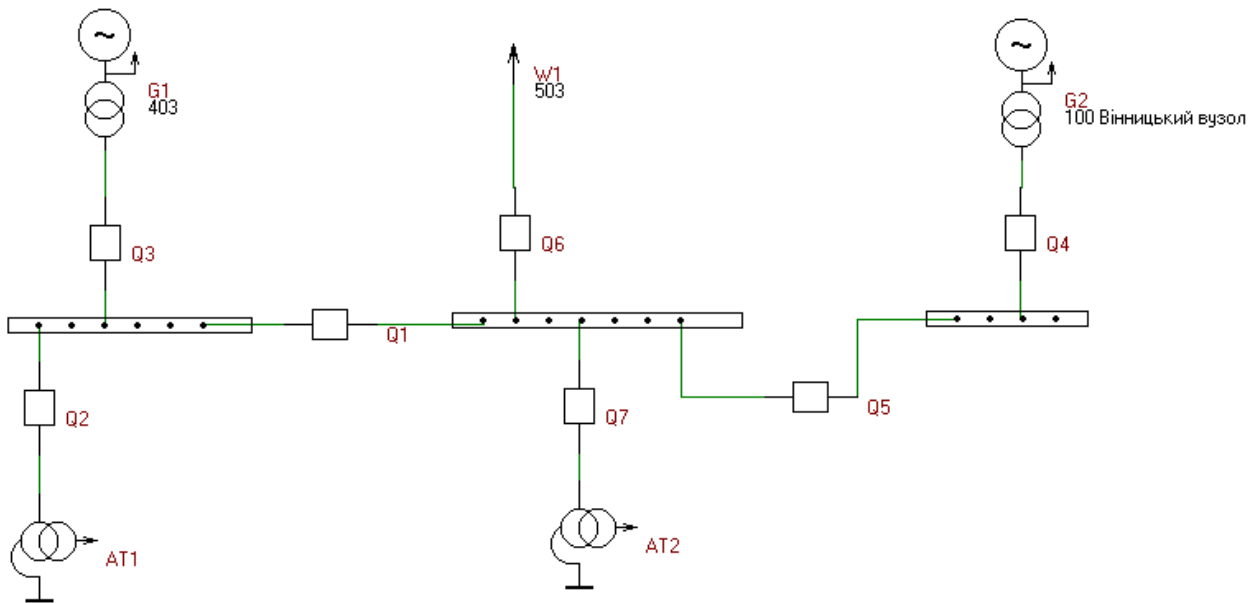 ~
G1
403
W1
503
~
G2
100 Вінницький вузол
Q3
Q6
Q4
Q1
Q2
Q7
Q5
AT1
AT2